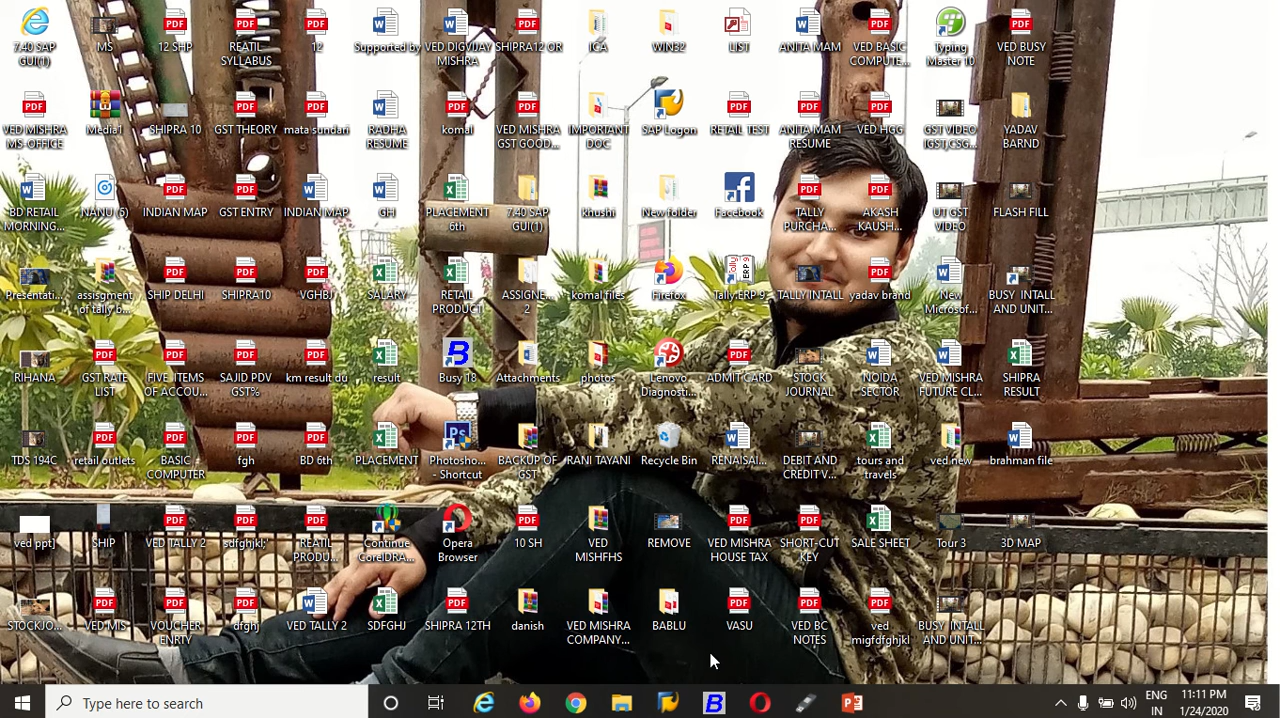 7.40 SAP
GUI(1)
MS
12 SHP
REATIL
SYLLABUS
12
Supported by
VED DIGVIJAY
MISHRA
SHIPRA12 OR
ICA
WIN32
LIST
ANITA MAM
VED BASIC
COMPUTE...
Typing
Master 10
VED BUSY
NOTE
VED MISHRA
MS-OFFICE
Media1
SHIPRA 10
GST THEORY
mata sundari
RADHA
RESUME
komal
VED MISHRA
GST GOOD...
IMPORTANT
DOC
SAP Logon
RETAIL TEST
ANITA MAM
RESUME
VED HGG
GST VIDEO
(GST,CSG...
YADAV
BARND
BD RETAIL
MORNING...
NANU (6)
INDIAN MAP
GST ENTRY
INDIAN MAP
GH
PLACEMENT
6th
7.40 SAP
GUI(1)
khushi
New folder
Facebook
TALLY
PURCHA...
AKASH
KAUSH...
UT GST
VIDEO
FLASH FILL
Presentati...
assisgment
of tally b...
SHIP DELHI
SHIPRA10
VGHBJ
SALARY
RETAIL
PRODUCT
ASSIGNE...
2
komal files
Firefox
Tally.ERP 9
TALLY INTALL
yadav brand
New
Microsof...
BUSY INTALL
AND UNIT...
RIHANA
GST RATE
LIST
FIVE ITEMS
OF ACCOU...
SAJID PDV
GST%
km result du
result
Busy 18
Attachments
photos
Lenovo
Diagnosti...
ADMIT CARD
STOCK
JOURNAL
NOIDA
SECTOR
VED MISHRA
FUTURE CL...
SHIPRA
RESULT
TDS 194C
retail outlets
BASIC
COMPUTER
fgh
BD 6th
PLACEMENT
Photosho...
- Shortcut
BACKUP OF
GST
RANI TAYANI
Recycle Bin
RENAISAI...
DEBIT AND
CREDIT V...
tours and
travels
ved new
brahman file
ved ppt]
SHIP
VED TALLY 2
sdfghjkl;'
REATIL
PRODU...
Continue
CorelDRA...
Opera
Browser
10 SH
VED
MISHFHS
REMOVE
VED MISHRA
HOUSE TAX
SHORT-CUT
KEY
SALE SHEET
Tour 3
3D MAP
STOCKJO...
VED MIS
VOUCHER
ENRTY
dfghj
VED TALLY 2
SDFGHJ
SHIPRA 12TH
danish
VED MISHRA
COMPANY...
BABLU
VASU
VED BC
NOTES
ved
migfdfghjkl
BUSY INTALL
AND UNIT...
Type here to search
ENG
IN
11:11 PM
1/24/2020